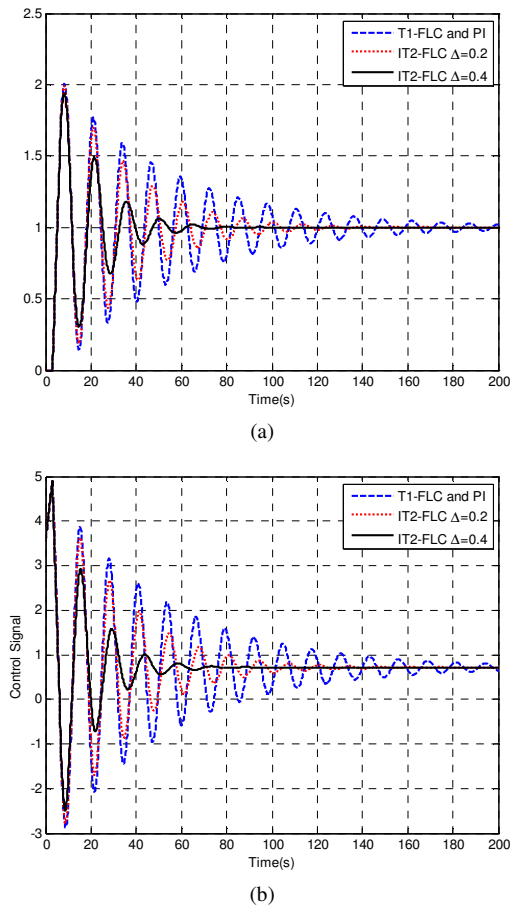 2.5
2
1.5
1
0.5
0
0 20 40 60 80 100 120 140 160 180 200
Time(s)
T1-FLC and PI
IT2-FLC Δ=0.2
IT2-FLC Δ=0.4
(a)
5
4
3
2
1
0
-1
-2
-3
Control Signal
0 20 40 60 80 100 120 140 160 180 200
Time(s)
T1-FLC and PI
IT2-FLC Δ=0.2
IT2-FLC Δ=0.4
(b)